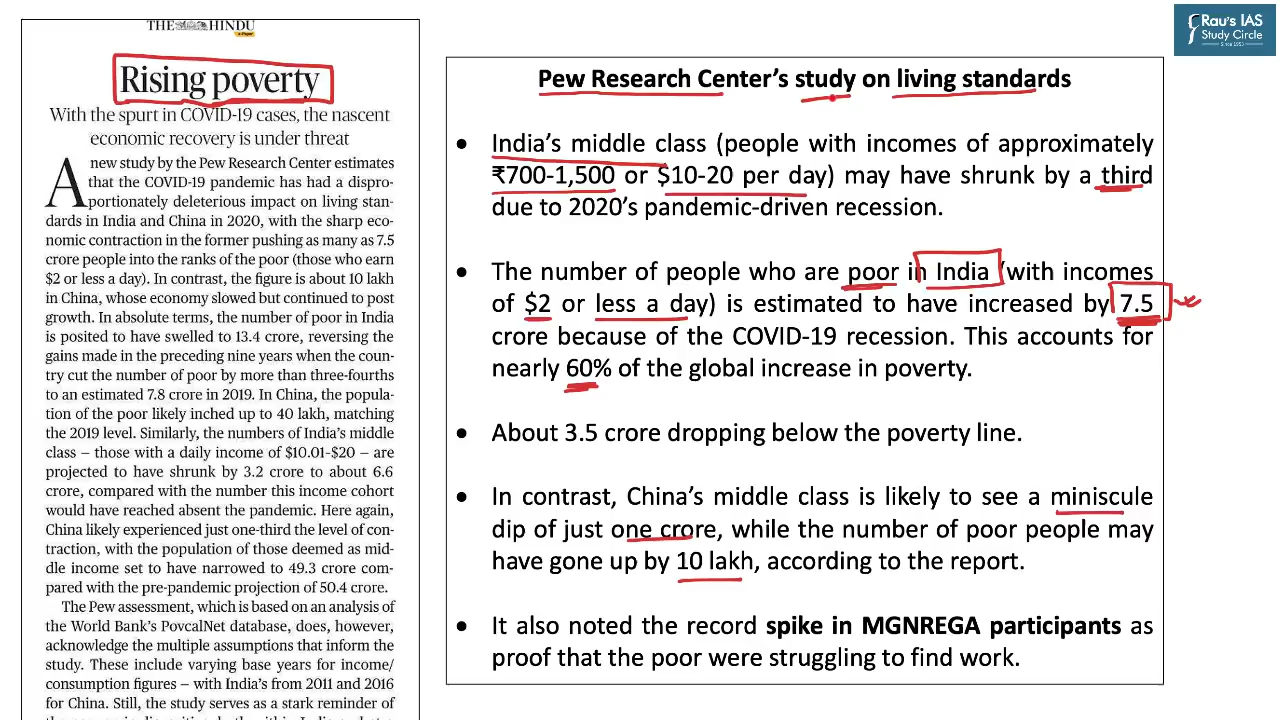 THE HINDU
e-Paper
Rising poverty
With the spurt in COVID-19 cases, the nascent
economic recovery is under threat
A new study by the Pew Research Center estimates
that the COVID-19 pandemic has had a dispro-
portionately deleterious impact on living stan-
dards in India and China in 2020, with the sharp eco-
nomic contraction in the former pushing as many as 7.5
crore people into the ranks of the poor (those who earn
$2 or less a day). In contrast, the figure is about 10 lakh
in China, whose economy slowed but continued to post
growth. In absolute terms, the number of poor in India
is posited to have swelled to 13.4 crore, reversing the
gains made in the preceding nine years when the coun-
try cut the number of poor by more than three-fourths
to an estimated 7.8 crore in 2019. In China, the popula-
tion of the poor likely inched up to 40 lakh, matching
the 2019 level. Similarly, the numbers of India's middle
class – those with a daily income of $10.01-$20 – are
projected to have shrunk by 3.2 crore to about 6.6
crore, compared with the number this income cohort
would have reached absent the pandemic. Here again,
China likely experienced just one-third the level of con-
traction, with the population of those deemed as mid-
dle income set to have narrowed to 49.3 crore com-
pared with the pre-pandemic projection of 50.4 crore.
The Pew assessment, which is based on an analysis of
the World Bank's PovcalNet database, does, however,
acknowledge the multiple assumptions that inform the
study. These include varying base years for income/
consumption figures – with India's from 2011 and 2016
for China. Still, the study serves as a stark reminder of
Rau's IAS
Study Circle
Since 1953
Pew Research Center's study on living standards
• India's middle class (people with incomes of approximately
₹700-1,500 or $10-20 per day) may have shrunk by a third
due to 2020's pandemic-driven recession.
• The number of people who are poor in India (with incomes
of $2 or less a day) is estimated to have increased by 7.5
crore because of the COVID-19 recession. This accounts for
nearly 60% of the global increase in poverty.
• About 3.5 crore dropping below the poverty line.
• In contrast, China's middle class is likely to see a miniscule
dip of just one crore, while the number of poor people may
have gone up by 10 lakh, according to the report.
• It also noted the record spike in MGNREGA participants as
proof that the poor were struggling to find work.